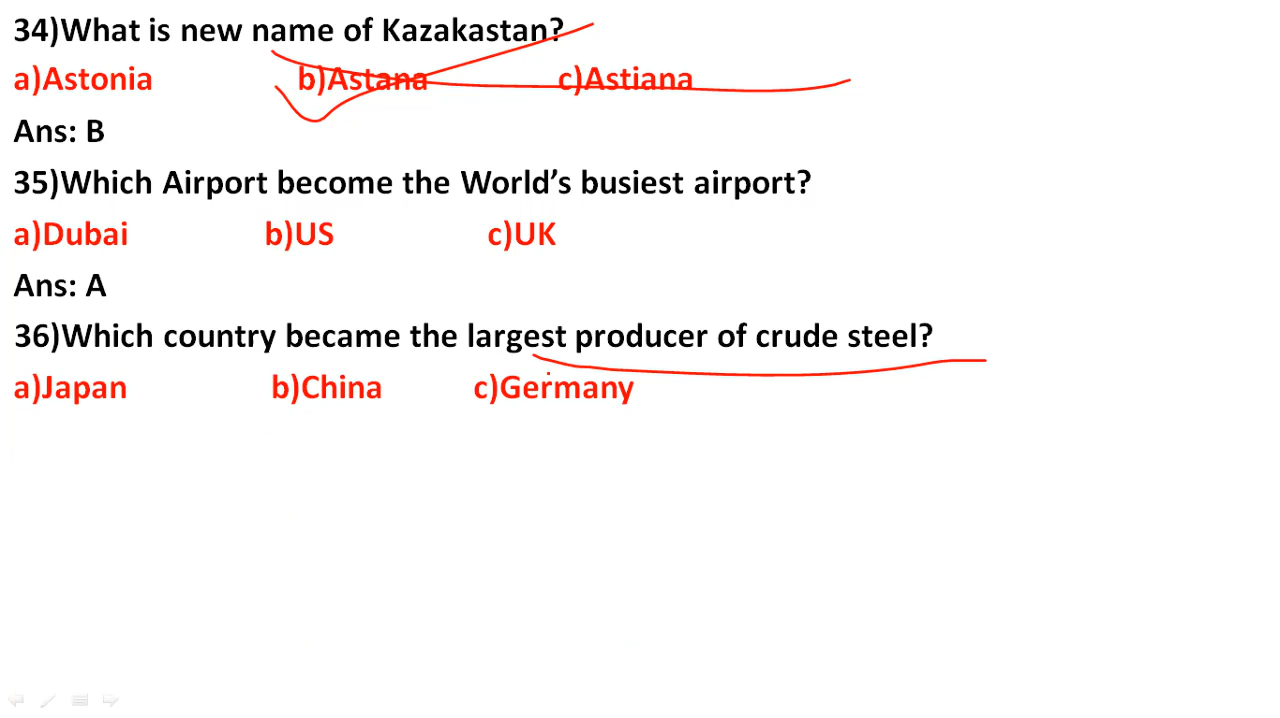 34)What is new name of Kazakastan?
a)Astonia b)Astana c)Astiana
Ans: B
35)Which Airport become the World’s busiest airport?
a)Dubai b)US c)UK
Ans: A
36)Which country became the largest producer of crude steel?
a)Japan b)China c)Germany